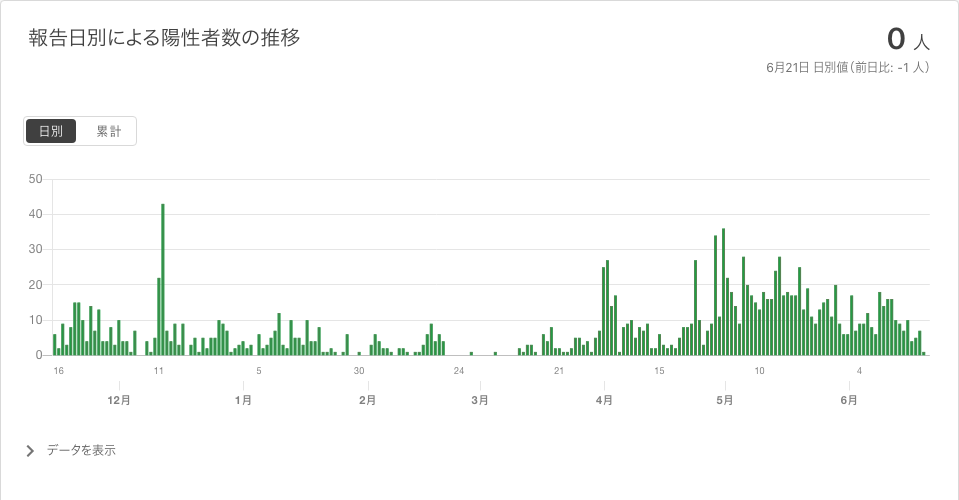 報告日別による陽性者数の推移
0 人
6月21日 日別値（前日比: -1 人）
日別 累計
50
40
30
20
10
0
16 11 5 30 24 21 15 10 4
12月 1月 2月 3月 4月 5月 6月
データを表示